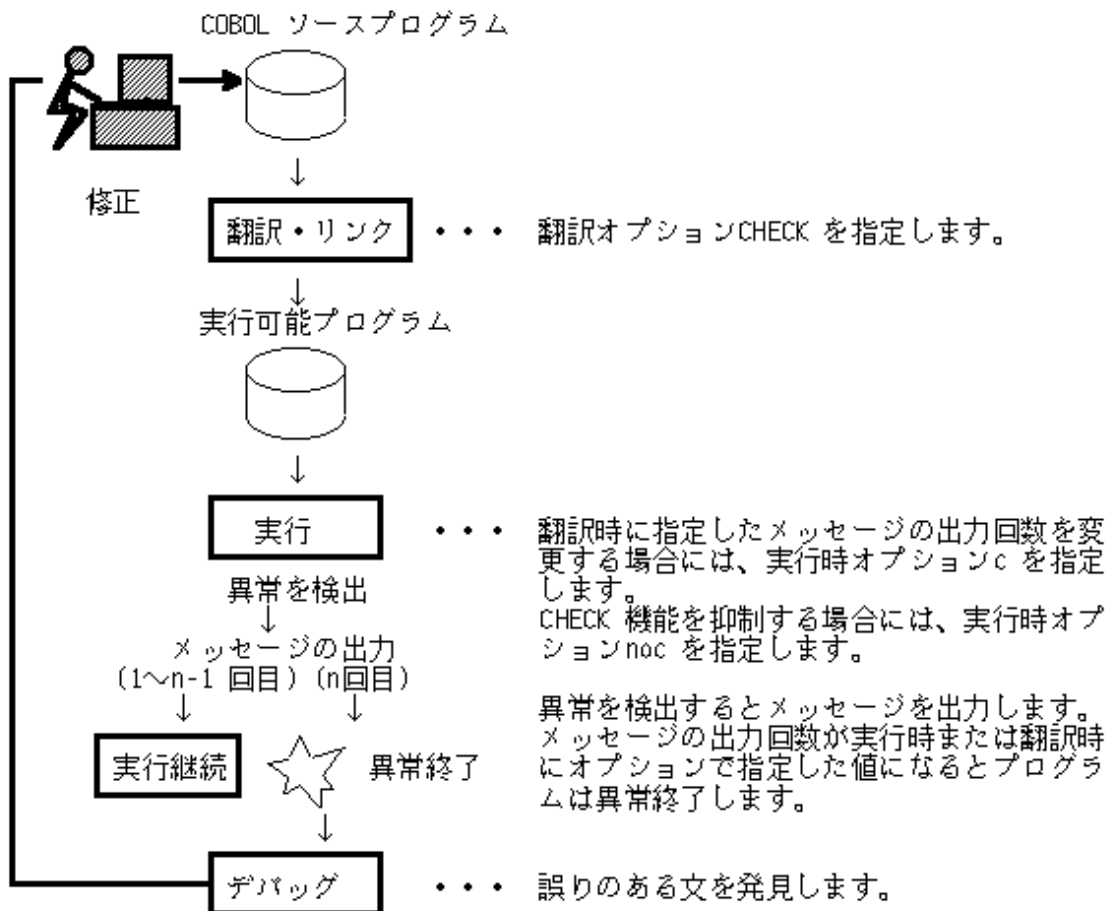 COBOL ソースプログラム
↓
修正
翻訳・リンク ・・・ 翻訳オプションCHECK を指定します。
↓
実行可能プログラム
↓
実行 ・・・ 翻訳時に指定したメッセージの出力回数を変
更する場合には、実行時オプションc を指定
します。
CHECK 機能を抑制する場合には、実行時オプ
ションnoc を指定します。
異常を検出
↓
メッセージの出力
(1～n-1 回目) (n回目)
↓ ↓
異常を検出するとメッセージを出力します。
メッセージの出力回数が実行時または翻訳時
にオプションで指定した値になるとプログラ
ムは異常終了します。
実行継続 異常終了
↓
デバッグ ・・・ 誤りのある文を発見します。